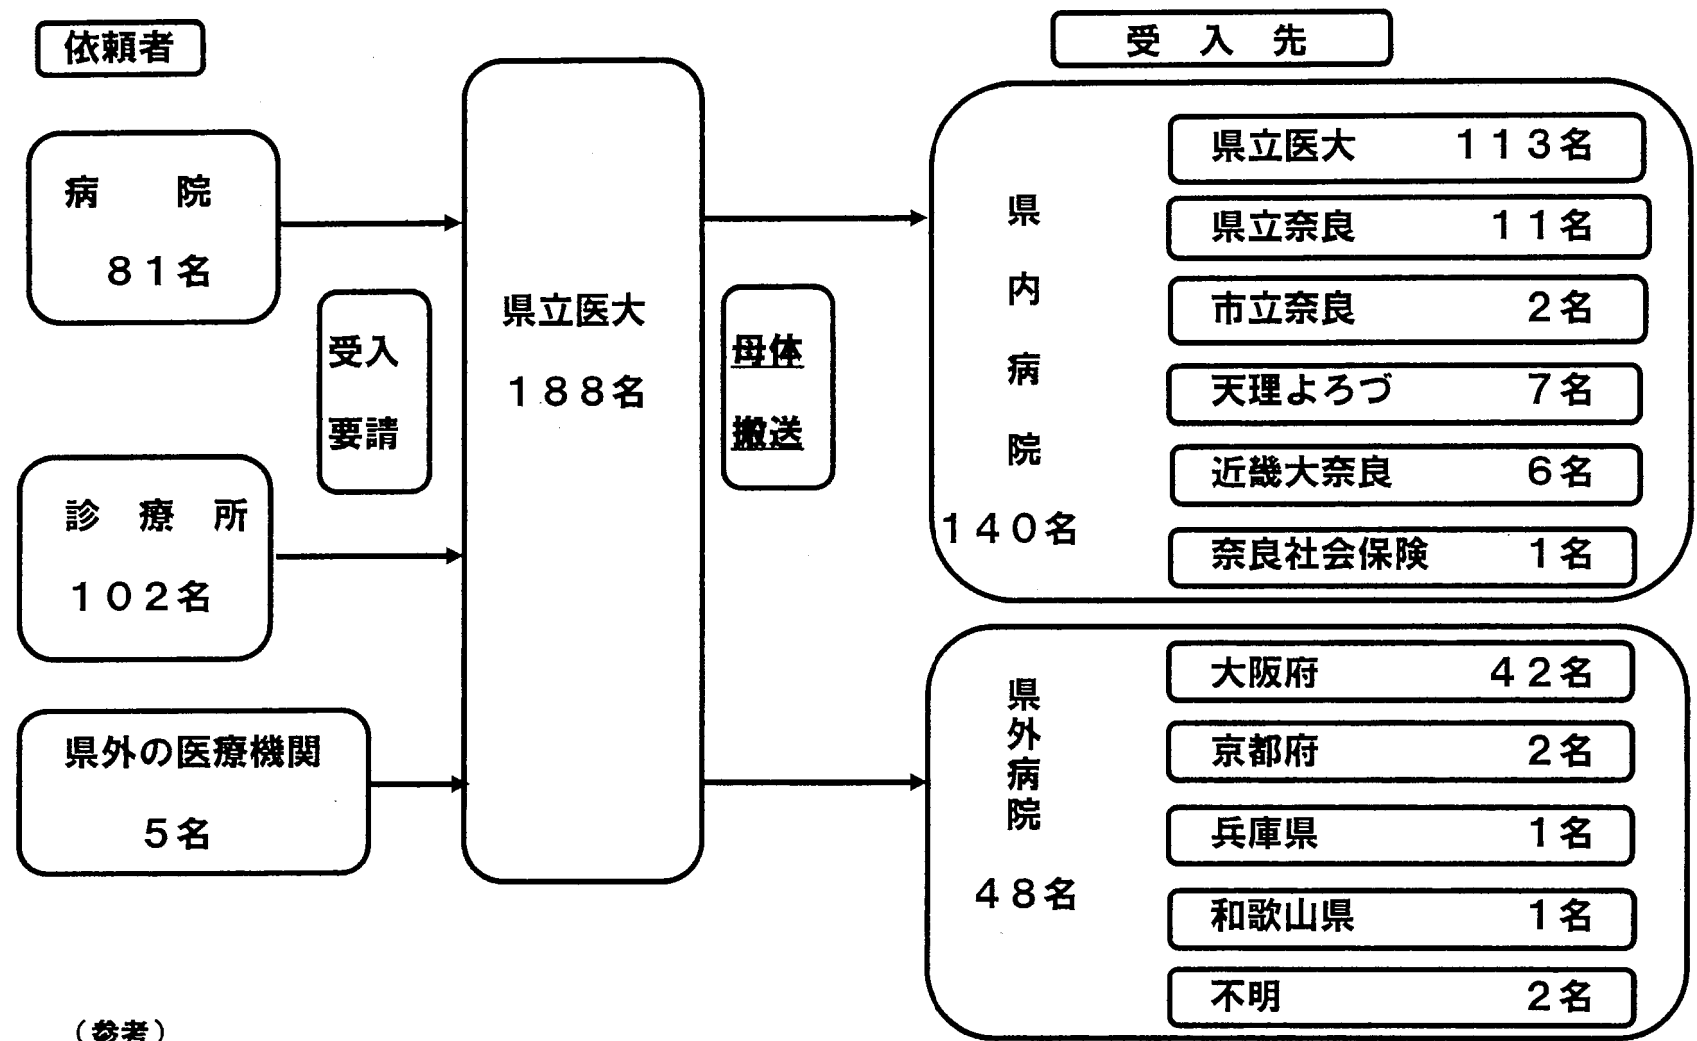 依頼者
病 院
８１名
診 療 所
１０２名
県外の医療機関
５名
受入
要請
県立医大
１８８名
母体
搬送
受 入 先
県内病院
１４０名
県立医大 １１３名
県立奈良 １１名
市立奈良 ２名
天理よろづ ７名
近畿大奈良 ６名
奈良社会保険 １名
県外病院
４８名
大阪府 ４２名
京都府 ２名
兵庫県 １名
和歌山県 １名
不明 ２名
（参考）